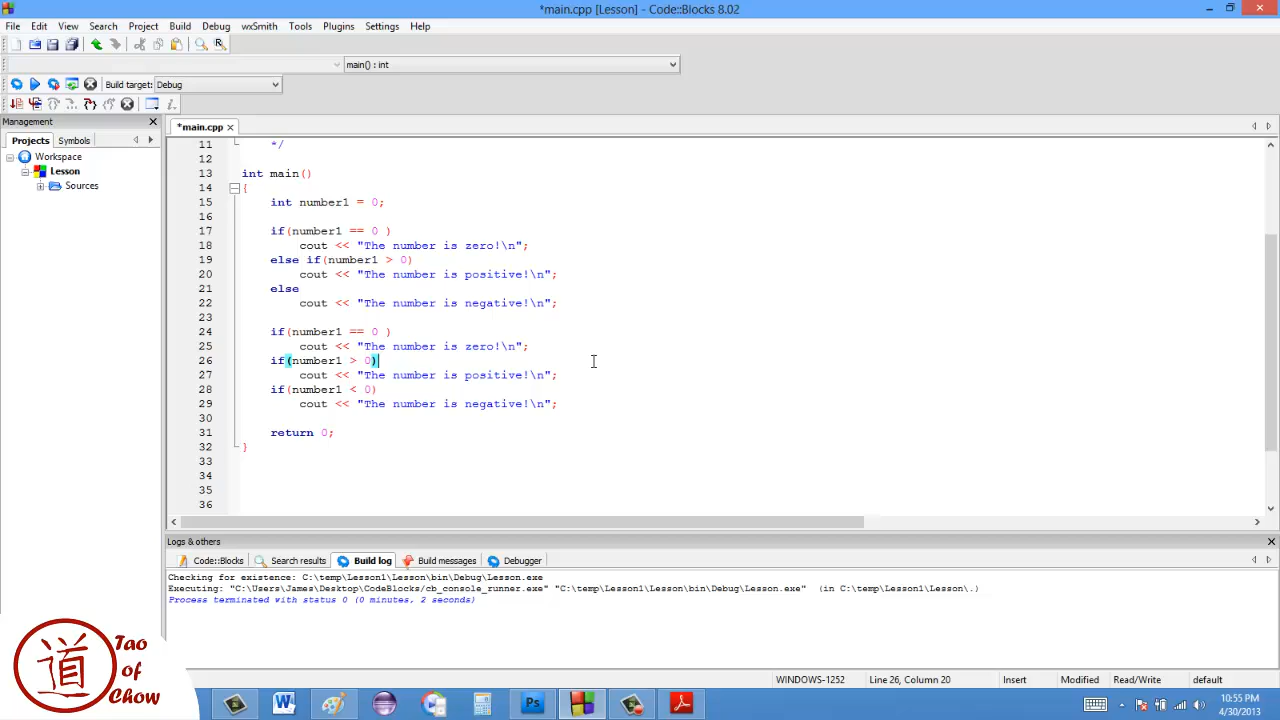 *main.cpp [Lesson] - Code::Blocks 8.02
File Edit View Search Project Build Debug wxSmith Tools Plugins Settings Help
main() : int
Build target: Debug
Management
*main.cpp
Projects Symbols
Workspace
Lesson
Sources
11 */
12
13 int main()
14 {
15 int number1 = 0;
16
17 if(number1 == 0 )
18 cout << "The number is zero!\n";
19 else if(number1 > 0)
20 cout << "The number is positive!\n";
21 else
22 cout << "The number is negative!\n";
23
24 if(number1 == 0 )
25 cout << "The number is zero!\n";
26 if(number1 > 0)
27 cout << "The number is positive!\n";
28 if(number1 < 0)
29 cout << "The number is negative!\n";
30
31 return 0;
32 }
33
34
35
36
Logs & others
Code::Blocks Search results Build log Build messages Debugger
Checking for existence: C:\temp\Lesson1\Lesson\bin\Debug\Lesson.exe
Executing: "C:\Users\James\Desktop\CodeBlocks/cb_console_runner.exe" "C:\temp\Lesson1\Lesson\bin\Debug\Lesson.exe" (in C:\temp\Lesson1\Lesson\.)
Process terminated with status 0 (0 minutes, 2 seconds)
WINDOWS-1252 Line 26, Column 20 Insert Modified Read/Write default
道
Tao
of
Chow
Ps
10:55 PM
4/30/2013